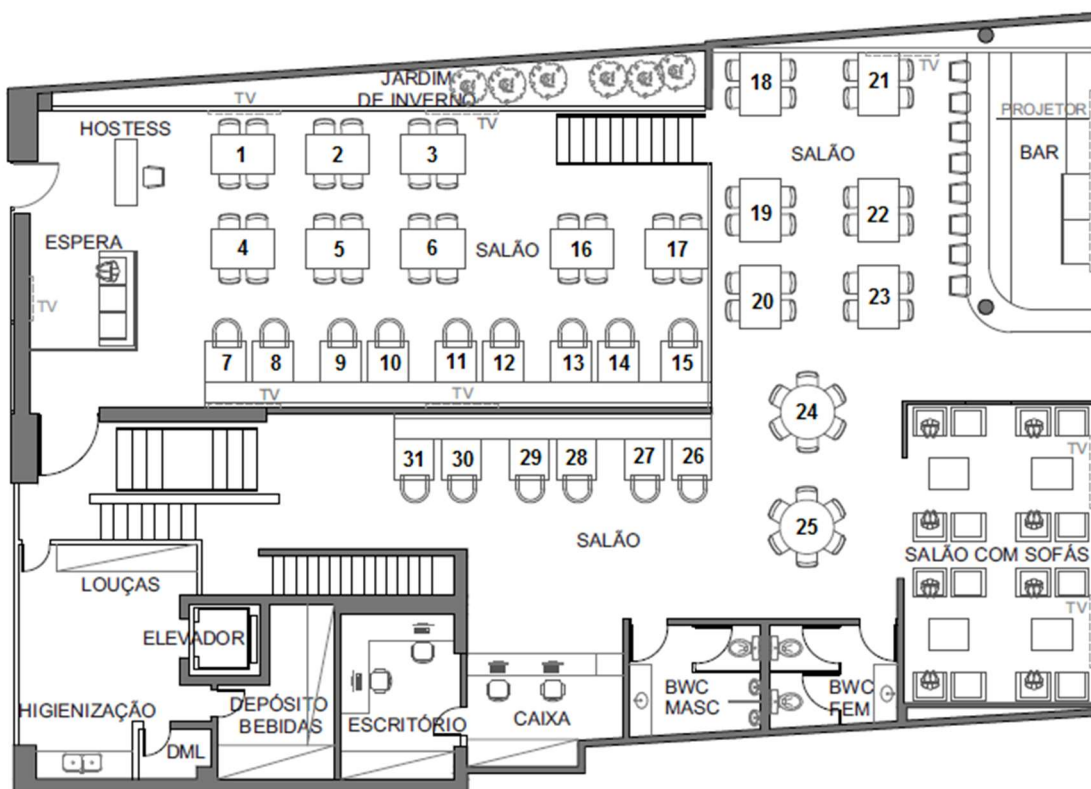 JARDIM
DE INVERNO
TV
TV
HOSTESS
1
2
3
18
21
TV
PROJETOR
BAR
SALÃO
ESPERA
TV
4
5
6
SALÃO
16
17
19
22
20
23
7
8
9
10
11
12
13
14
15
TV
TV
24
31
30
29
28
27
26
TV
25
SALÃO
SALÃO COM SOFÁS
TV
LOUÇAS
ELEVADOR
HIGIENIZAÇÃO
DEPÓSITO
BEBIDAS
ESCRITÓRIO
CAIXA
BWC
MASC
BWC
FEM
DML